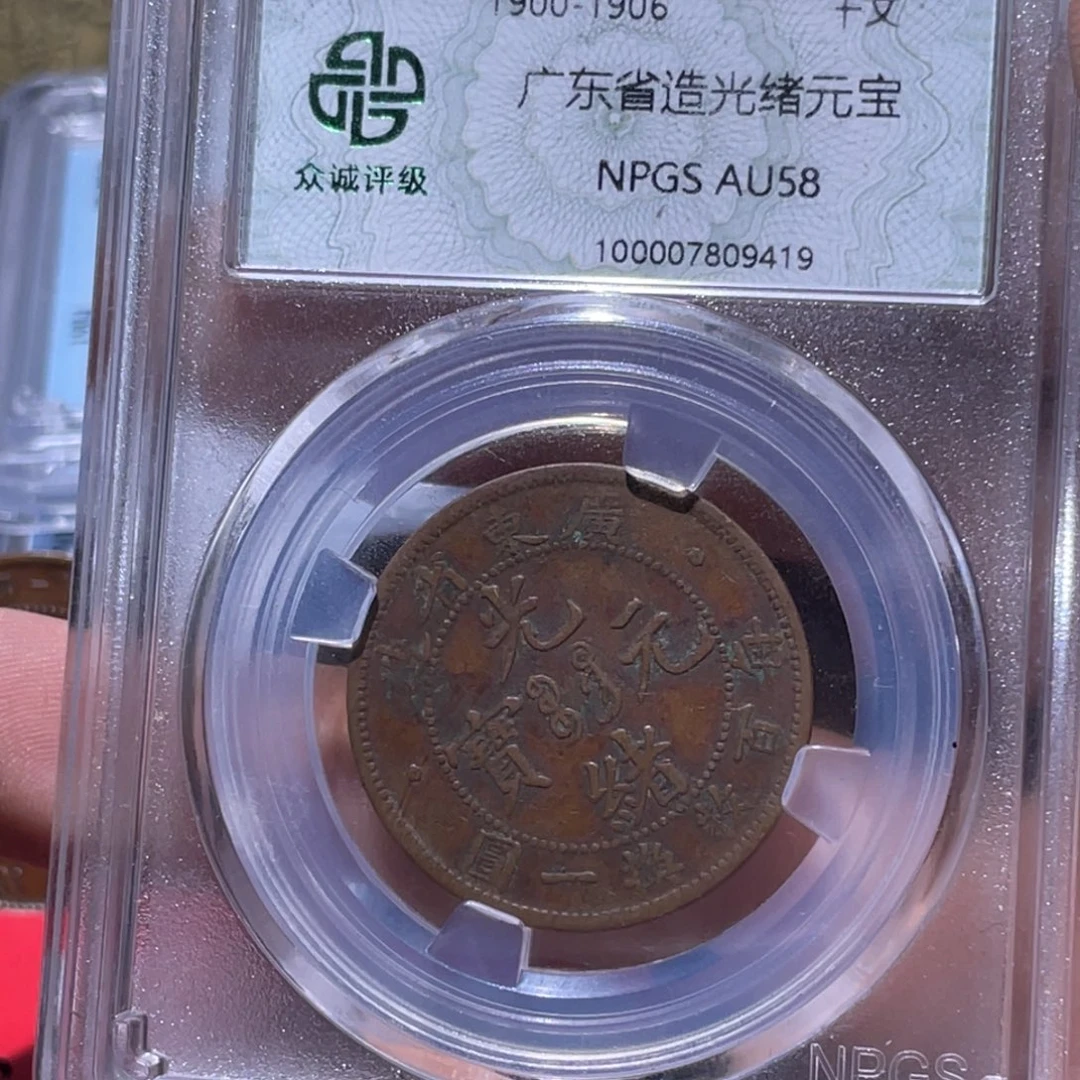 1900-1906 十文
广东省造光绪元宝
众诚评级
NPGS AU58
100007809419
廣東省造
光緒元寶
每百枚換一圓
NPGS